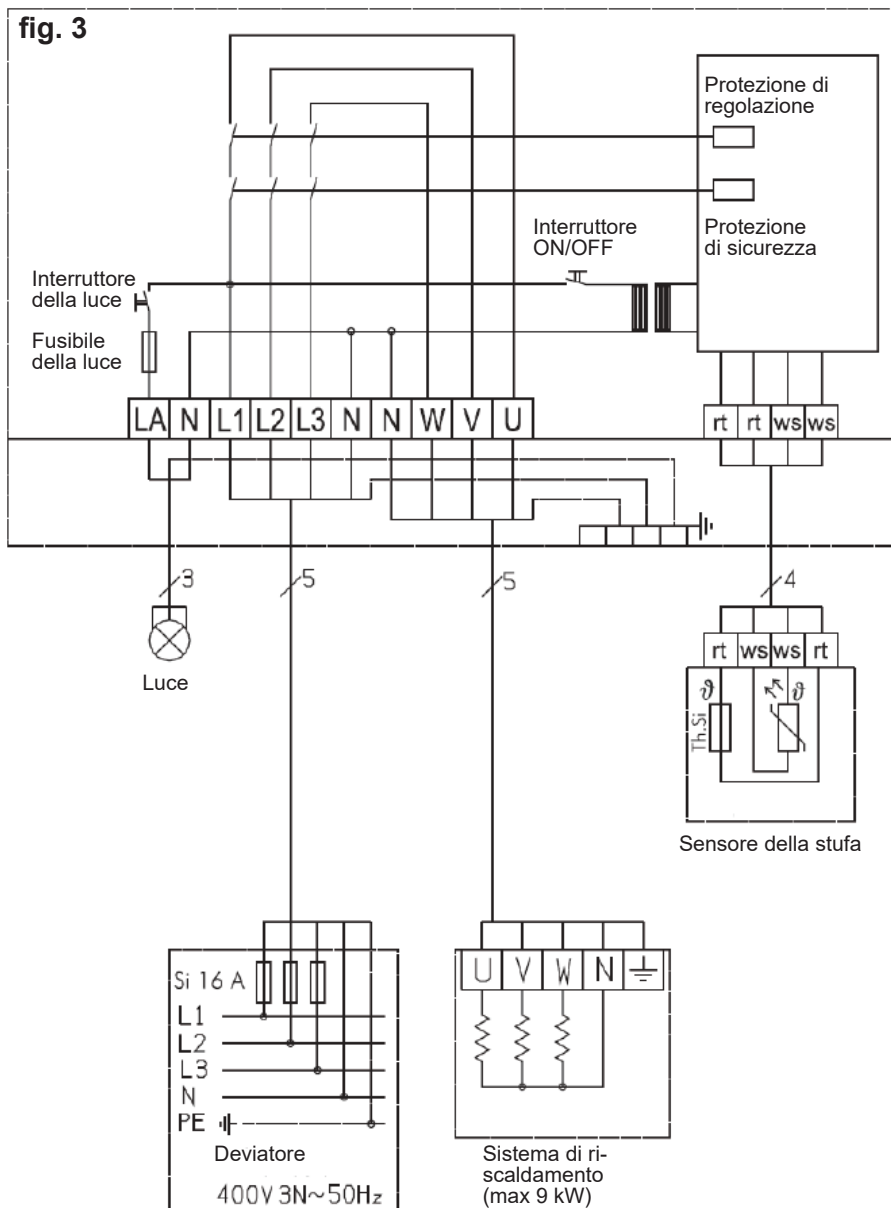 fig. 3
Protezione di
regolazione
Protezione
di sicurezza
Interruttore
ON/OFF
Interruttore
della luce
Fusibile
della luce
LA N L1 L2 L3 N N W V U
rt rt ws ws
3
5
5
4
Luce
rt ws ws rt
ϑ
ϑ
Th.Si
Sensore della stufa
Si 16 A
L1
L2
L3
N
PE
Deviatore
400V 3N~50Hz
U V W N
Sistema di ri-
scaldamento
(max 9 kW)